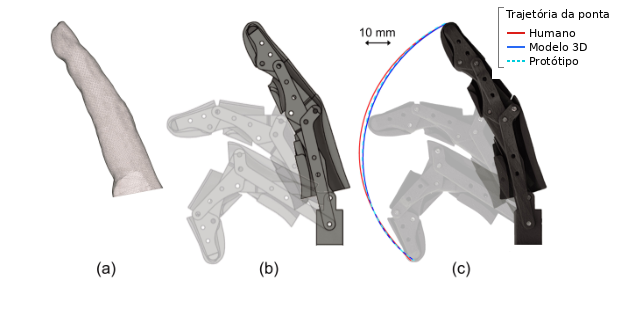 10 mm
Trajetória da ponta
Humano
Modelo 3D
Protótipo
(a)
(b)
(c)